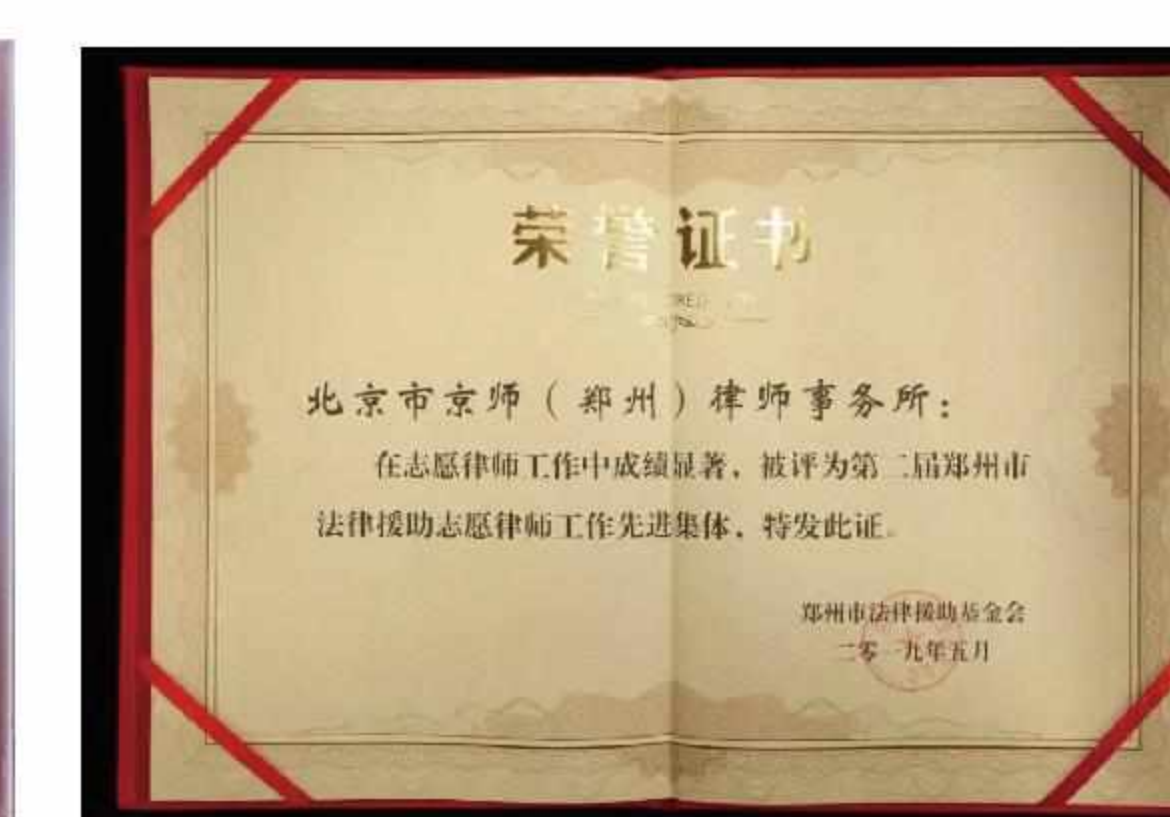 荣誉证书
北京市京师（郑州）律师事务所：
在志愿律师工作中成绩显著，被评为第二届郑州市
法律援助志愿律师工作先进集体，特发此证。
郑州市法律援助基金会
二零一九年五月